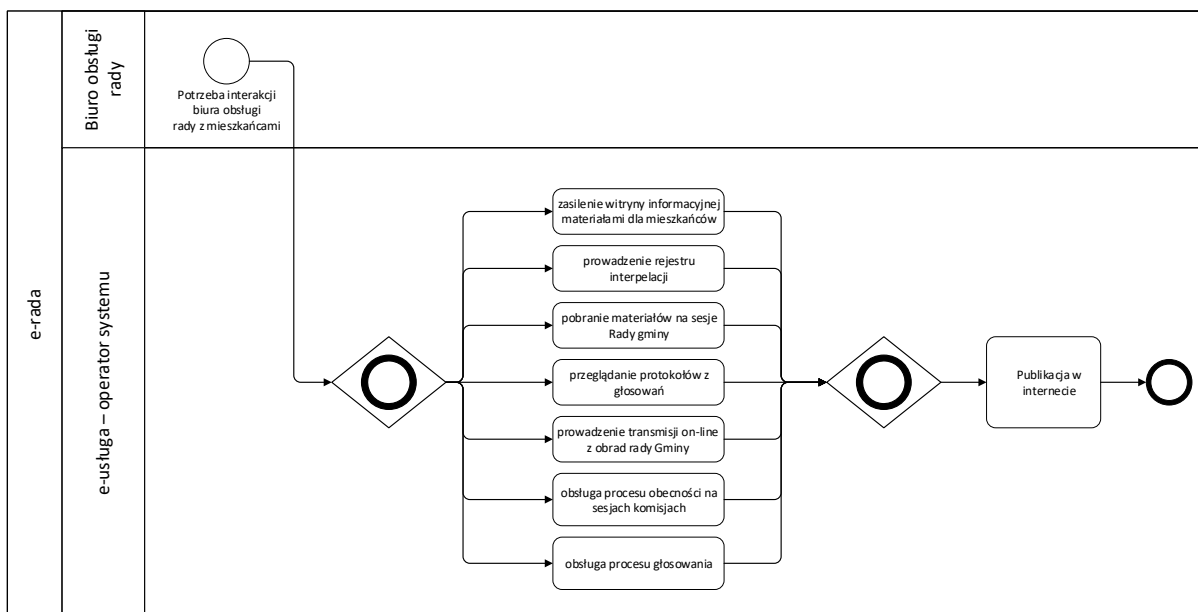 e-rada
Biuro obsługi
rady
Potrzeba interakcji
biura obsługi
rady z mieszkańcami
e-usługa – operator systemu
zasilenie witryny informacyjnej
materiałami dla mieszkańców
prowadzenie rejestru
interpelacji
pobranie materiałów na sesje
Rady gminy
przeglądanie protokołów z
głosowań
prowadzenie transmisji on-line
z obrad rady Gminy
obsługa procesu obecności na
sesjach komisjach
obsługa procesu głosowania
Publikacja w
internecie